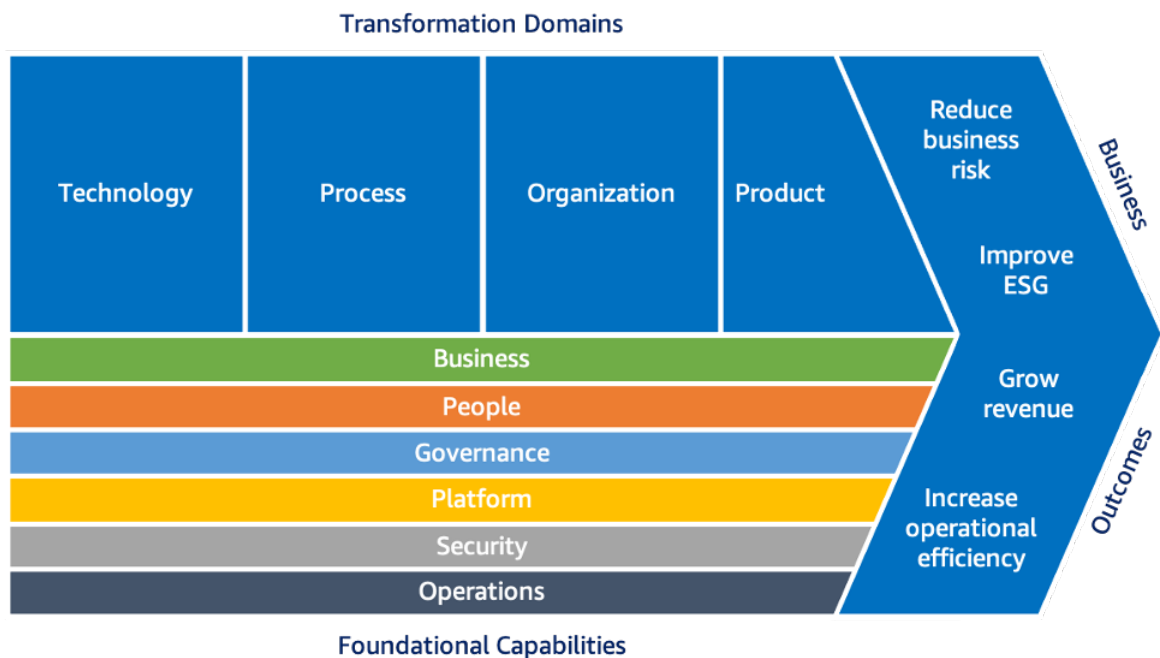 Transformation Domains
Technology
Process
Organization
Product
Reduce
business
risk
Improve
ESG
Grow
revenue
Increase
operational
efficiency
Business
Outcomes
Business
People
Governance
Platform
Security
Operations
Foundational Capabilities